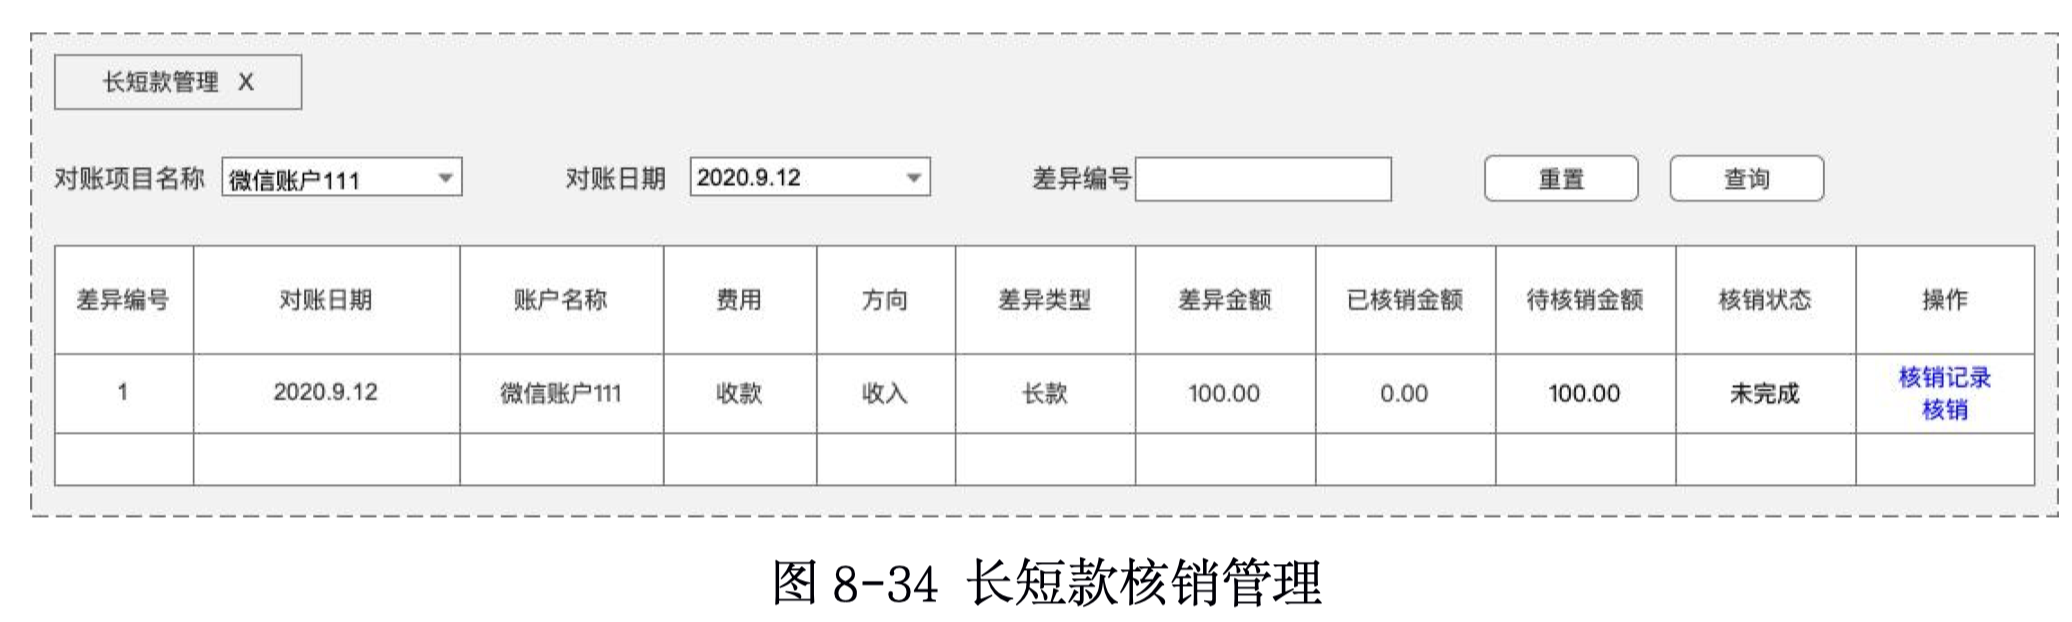 长短款管理 X
对账项目名称 微信账户111 对账日期 2020.9.12 差异编号 重置 查询
差异编号 对账日期 账户名称 费用 方向 差异类型 差异金额 已核销金额 待核销金额 核销状态 操作
1 2020.9.12 微信账户111 收款 收入 长款 100.00 0.00 100.00 未完成 核销记录
核销
图 8-34 长短款核销管理